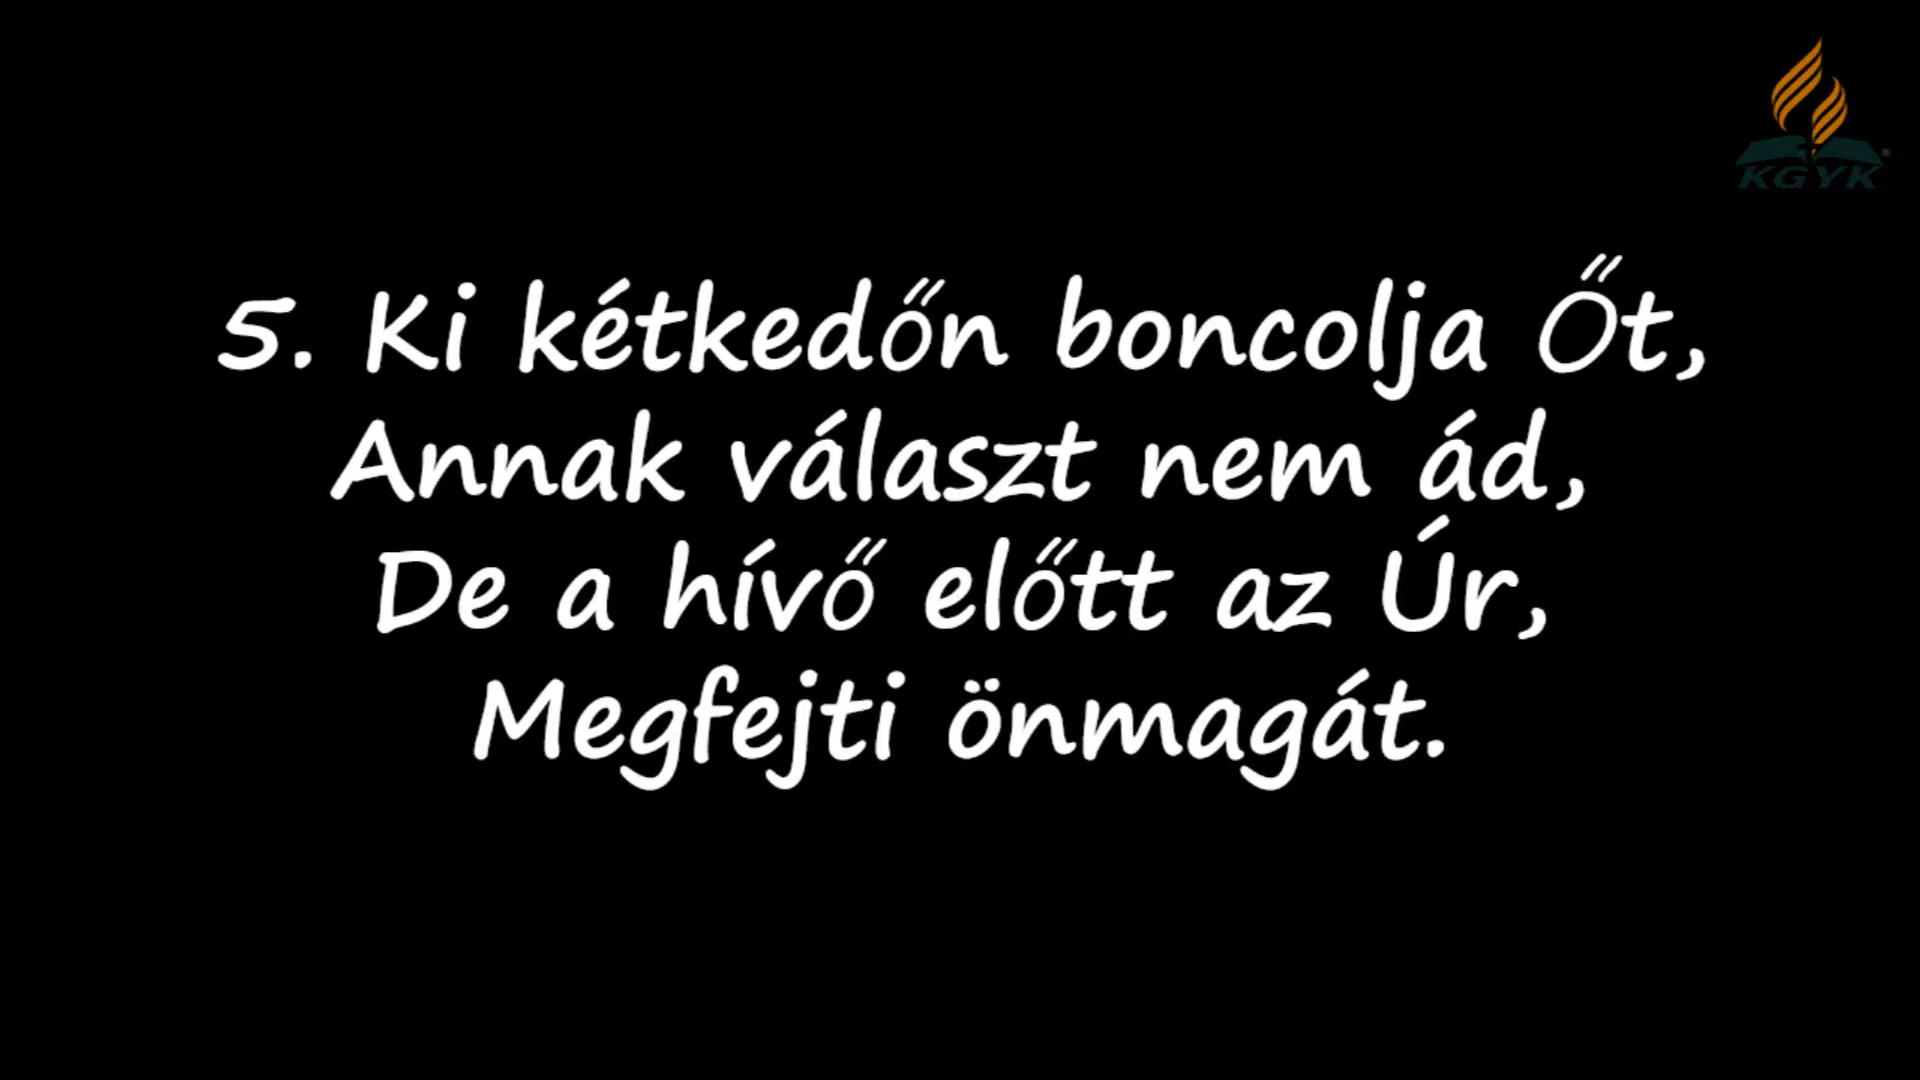 KGYK
5. Ki kétkedőn boncolja Őt,
Annak választ nem ád,
De a hívő előtt az Úr,
Megfejti önmagát.